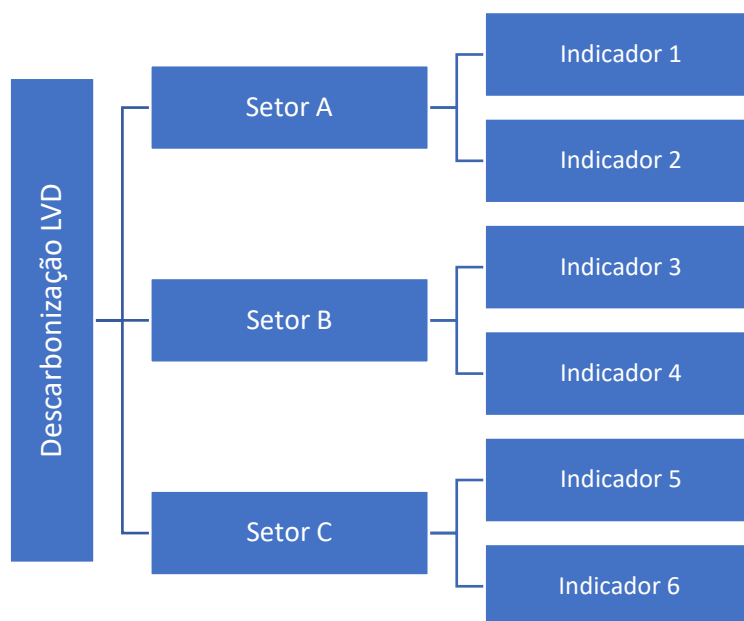 Descarbonização LVD
Setor A
Indicador 1
Indicador 2
Setor B
Indicador 3
Indicador 4
Setor C
Indicador 5
Indicador 6